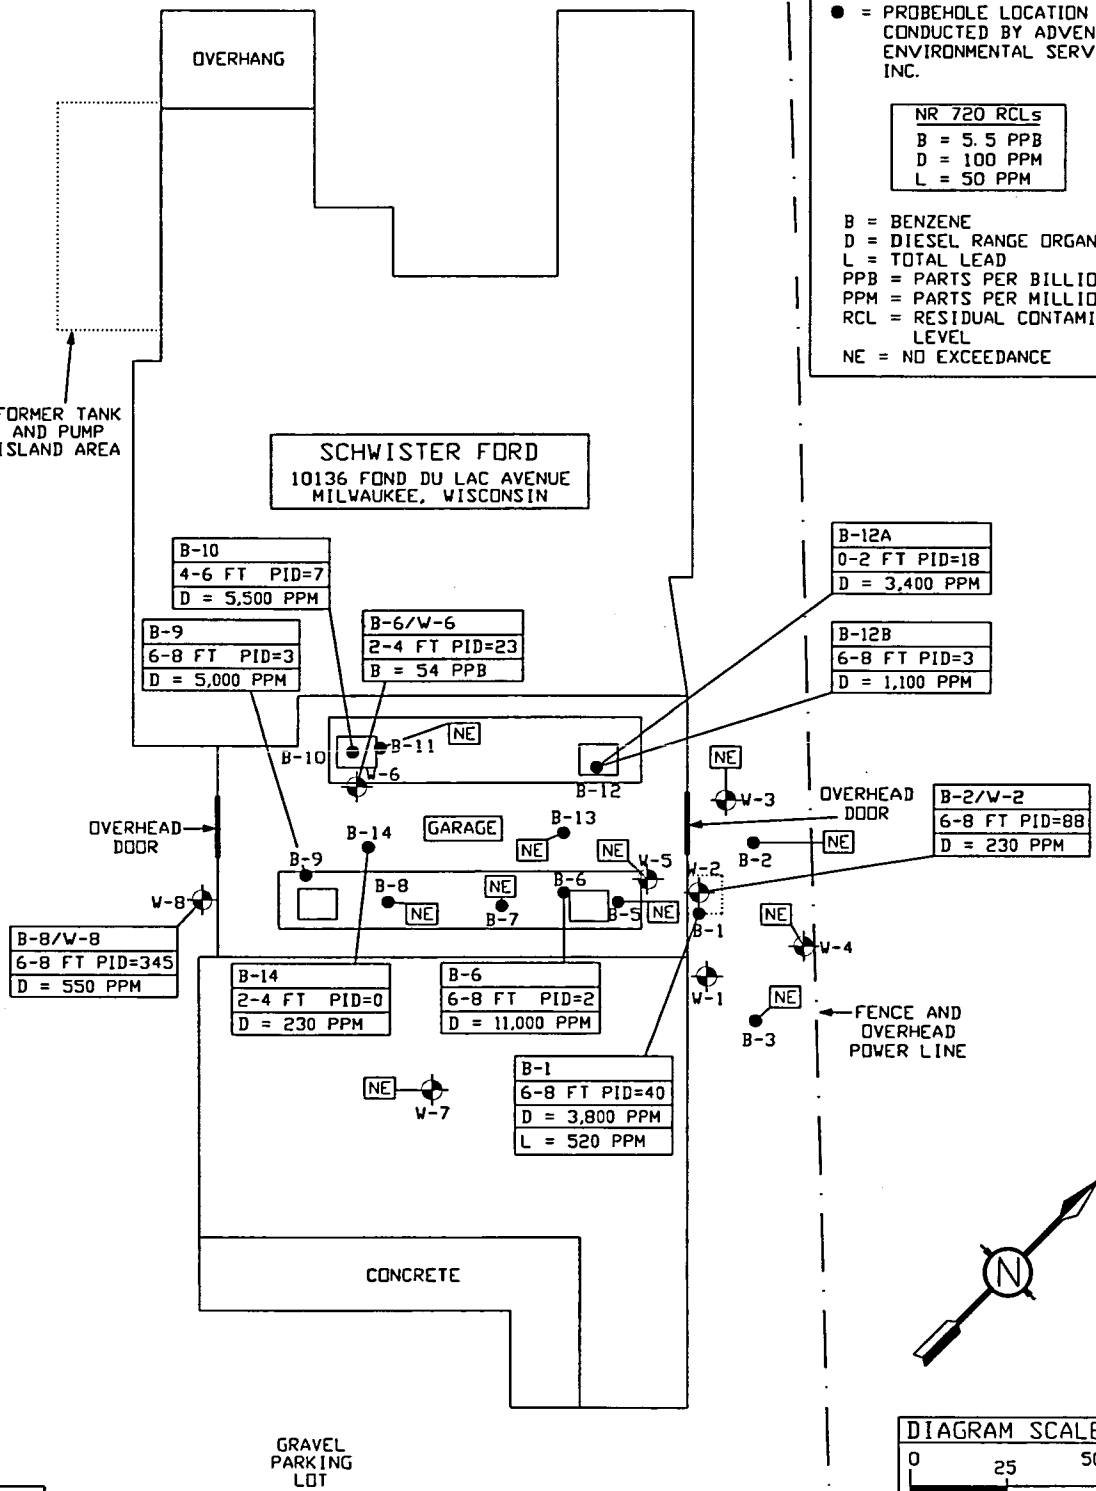 OVERHANG
● = PROBEHOLE LOCATION
CONDUCTED BY
ENVIRONMENTAL
INC.
NR 720 RCLs
B = 5.5 PPB
D = 100 PPM
L = 50 PPM
B = BENZENE
D = DIESEL RANGE
L = TOTAL LEAD
PPB = PARTS PER
PPM = PARTS PER
RCL = RESIDUAL
LEVEL
NE = NO EXCEEDANCE
FORMER TANK
AND PUMP
ISLAND AREA
SCHWISTER FORD
10136 FOND DU LAC AVENUE
MILWAUKEE, WISCONSIN
B-10
4-6 FT PID=7
D = 5,500 PPM
B-9
6-8 FT PID=3
D = 5,000 PPM
B-6/W-6
2-4 FT PID=23
B = 54 PPB
B-12A
0-2 FT PID=18
D = 3,400 PPM
B-12B
6-8 FT PID=3
D = 1,100 PPM
NE
B-10
B-11
W-6
B-12
NE
W-3
OVERHEAD
DOOR
B-2/W-2
6-8 FT PID=88
D = 230 PPM
OVERHEAD
DOOR
B-14
GARAGE
B-13
NE
NE
W-5
B-2
NE
B-9
B-8
NE
NE
B-7
B-6
B-5
NE
W-2
B-1
W-8
NE
W-4
B-8/W-8
6-8 FT PID=345
D = 550 PPM
B-14
2-4 FT PID=0
D = 230 PPM
B-6
6-8 FT PID=2
D = 11,000 PPM
W-1
NE
B-3
FENCE AND
OVERHEAD
POWER LINE
B-1
6-8 FT PID=40
D = 3,800 PPM
L = 520 PPM
NE
W-7
N
CONCRETE
GRAVEL
PARKING
LOT
DIAGRAM SCALE
0 25